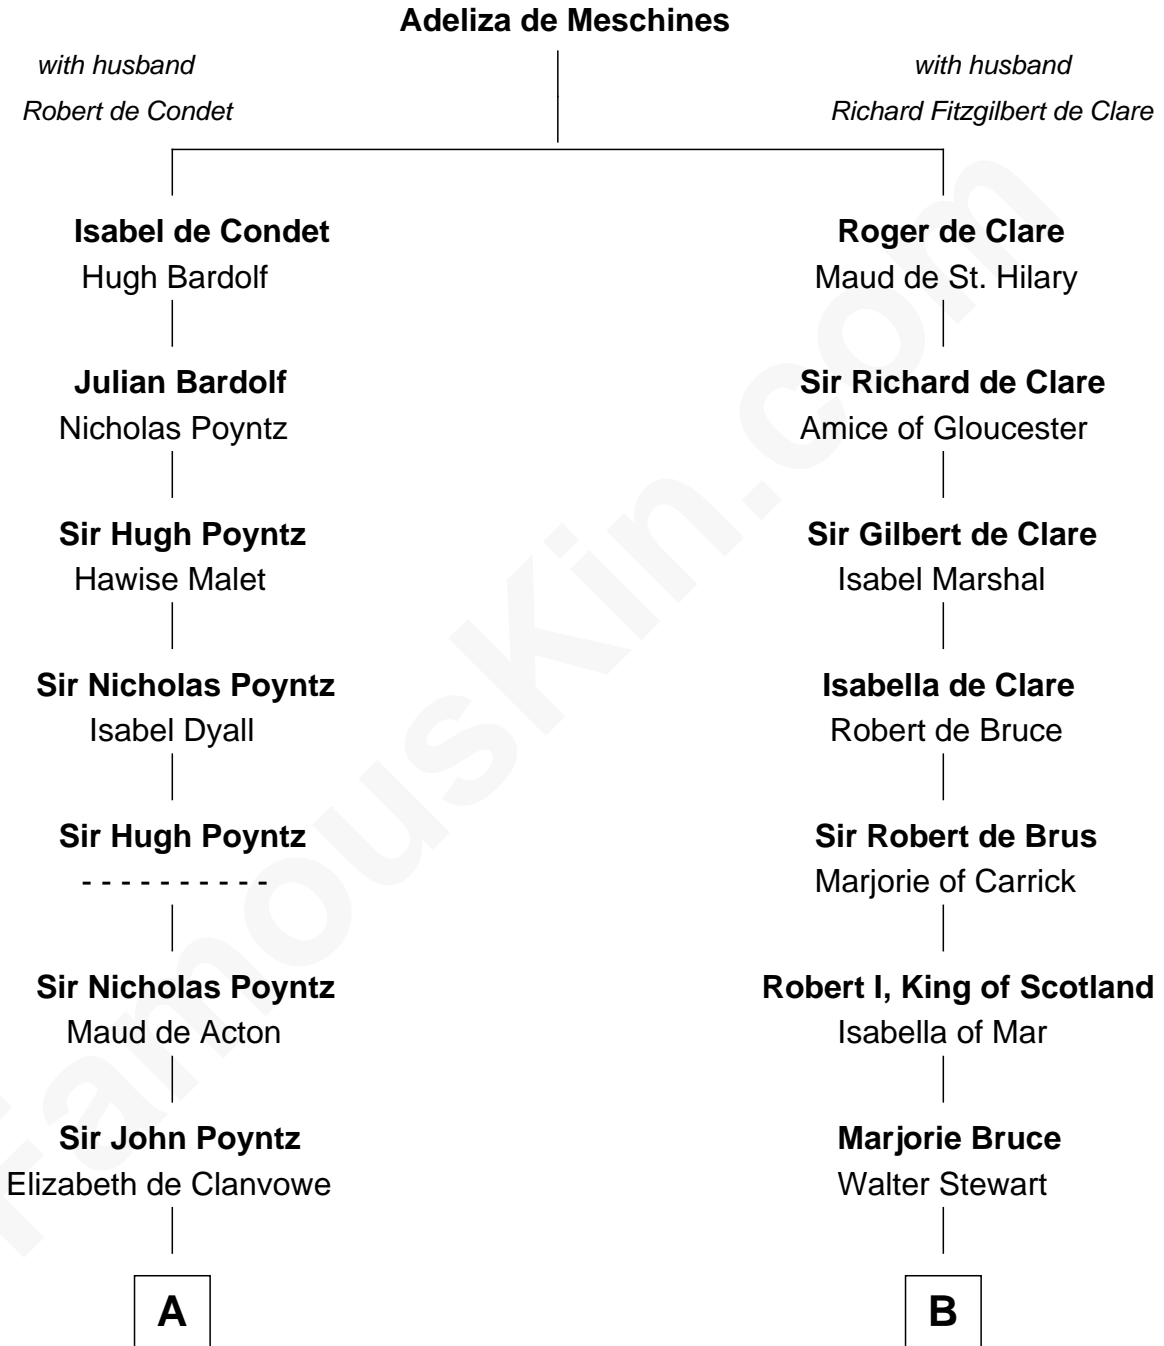 Adeliza de Meschines
with husband
Robert de Condet
with husband
Richard Fitzgilbert de Clare
Isabel de Condet
Hugh Bardolf
Roger de Clare
Maud de St. Hilary
Julian Bardolf
Nicholas Poyntz
Sir Richard de Clare
Amice of Gloucester
Sir Hugh Poyntz
Hawise Malet
Sir Gilbert de Clare
Isabel Marshal
Sir Nicholas Poyntz
Isabel Dyall
Isabella de Clare
Robert de Bruce
Sir Hugh Poyntz
- - - - - - - - - -
Sir Robert de Brus
Marjorie of Carrick
Sir Nicholas Poyntz
Maud de Acton
Robert I, King of Scotland
Isabella of Mar
Sir John Poyntz
Elizabeth de Clanvowe
Marjorie Bruce
Walter Stewart
A
B
FamousKin.com